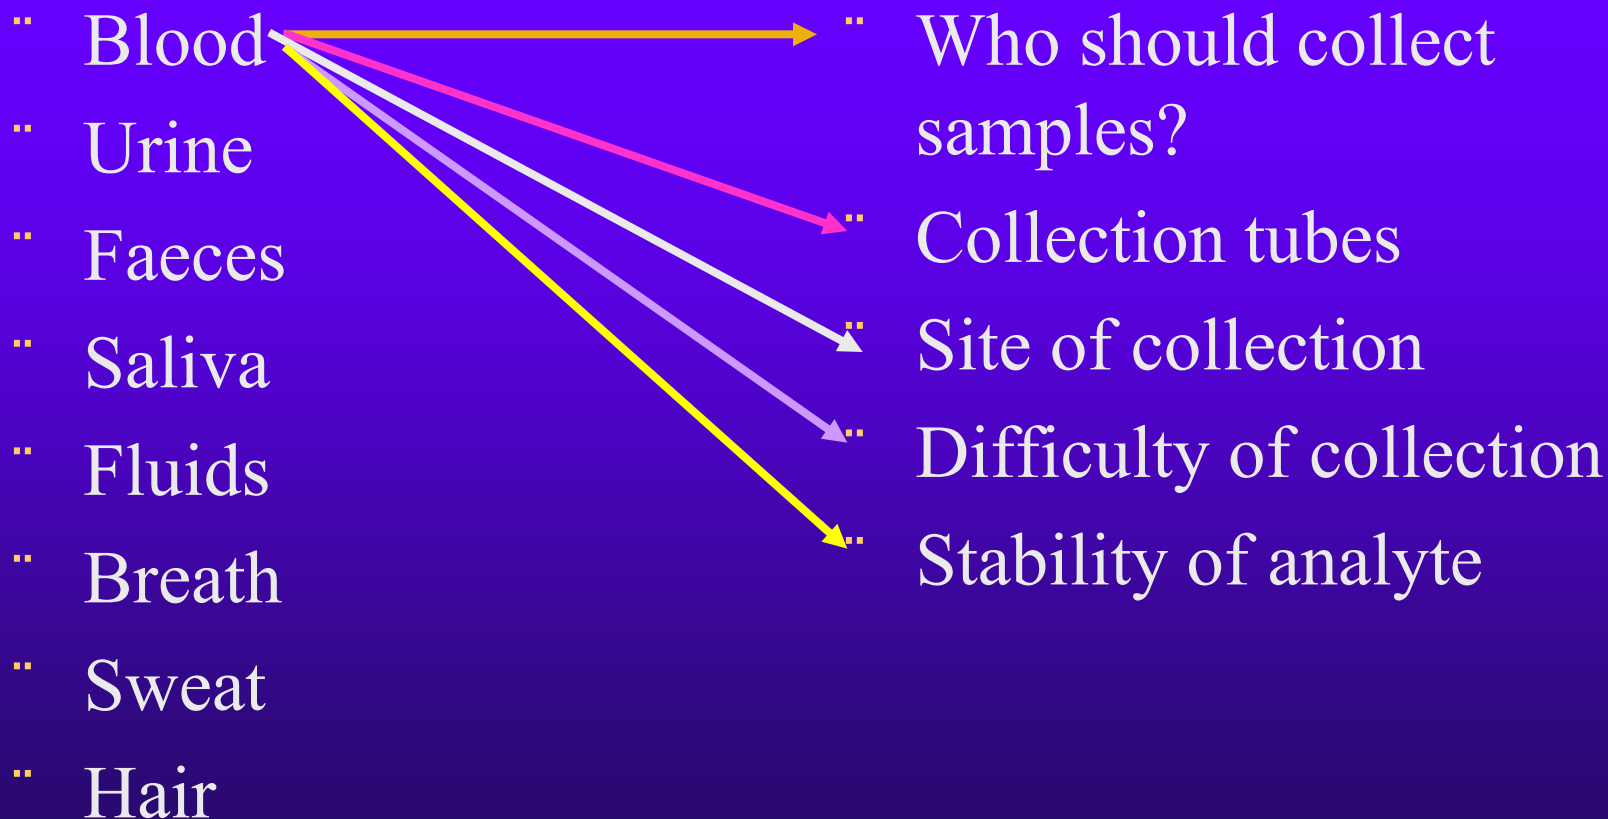 ¨ Blood
¨ Urine
¨ Faeces
¨ Saliva
¨ Fluids
¨ Breath
¨ Sweat
¨ Hair
¨ Who should collect
samples?
¨ Collection tubes
¨ Site of collection
¨ Difficulty of collection
¨ Stability of analyte